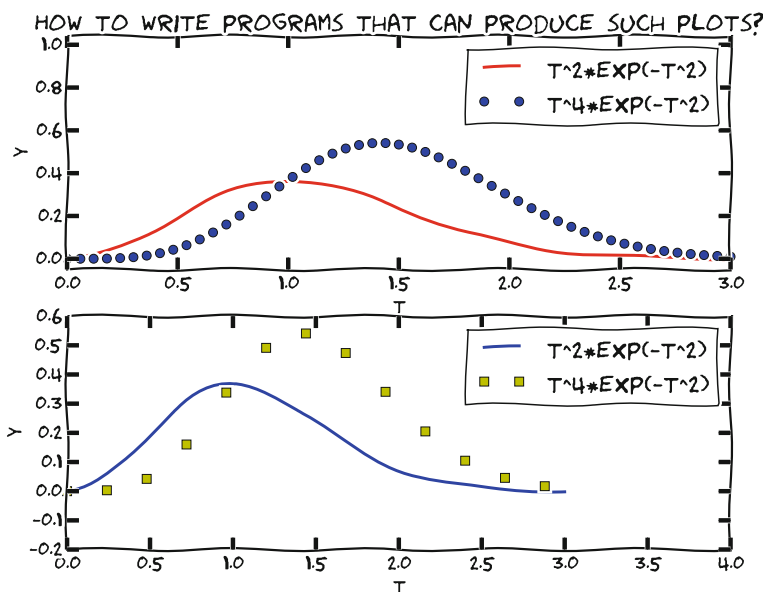 HOW TO WRITE PROGRAMS THAT CAN PRODUCE SUCH PLOTS?
1.0
0.8
0.6
0.4
0.2
0.0
Y
T^2*EXP(-T^2)
T^4*EXP(-T^2)
0.0 0.5 1.0 1.5 2.0 2.5 3.0
T
0.6
0.5
0.4
0.3
0.2
0.1
0.0
-0.1
-0.2
Y
T^2*EXP(-T^2)
T^4*EXP(-T^2)
0.0 0.5 1.0 1.5 2.0 2.5 3.0 3.5 4.0
T